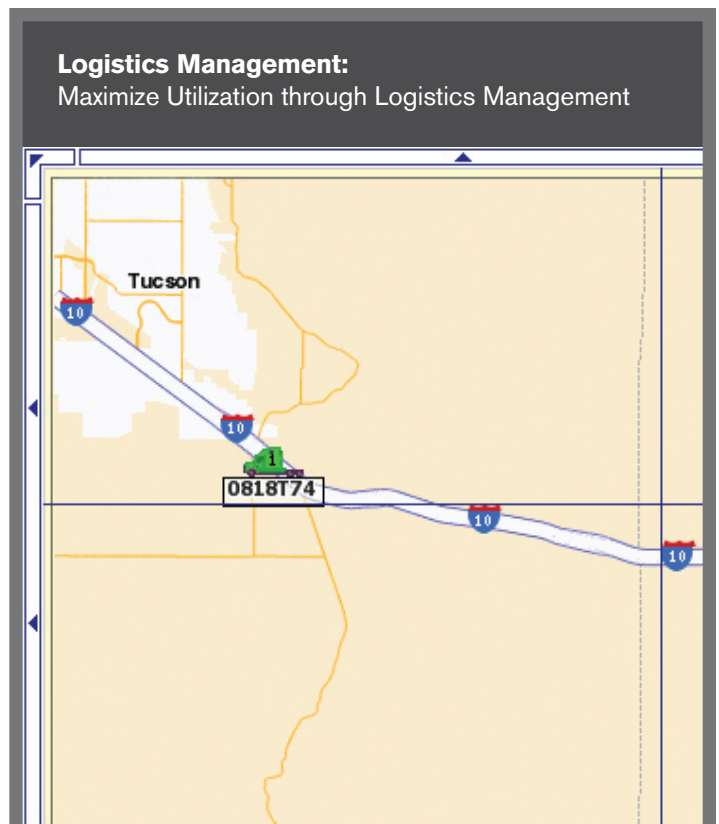 Logistics Management:
Maximize Utilization through Logistics Management
Tucson
10
10
1
0818T74
10
10